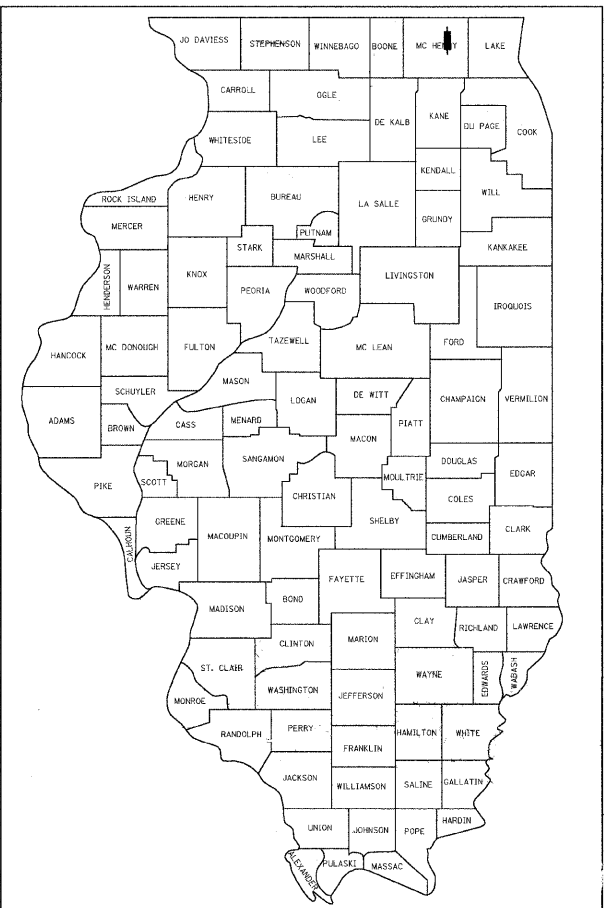 JO DAVIESS
STEPHENSON
WINNEBAGO
BOONE
MC HENRY
LAKE
CARROLL
OGLE
DE KALB
KANE
DU PAGE
COOK
WHITESIDE
LEE
KENDALL
WILL
ROCK ISLAND
HENRY
BUREAU
LA SALLE
GRUNDY
MERCER
PUTNAM
KANKAKEE
STARK
MARSHALL
HENDERSON
WARREN
KNOX
PEORIA
WOODFORD
LIVINGSTON
IROQUOIS
HANCOCK
MC DONOUGH
FULTON
TAZEWELL
MC LEAN
FORD
MASON
SCHUYLER
LOGAN
DE WITT
CHAMPAIGN
VERMILION
ADAMS
BROWN
CASS
MENARD
PIATT
MACON
PIKE
SCOTT
MORGAN
SANGAMON
MOULTRIE
DOUGLAS
EDGAR
CHRISTIAN
COLES
CALHOUN
GREENE
MACOUPIN
MONTGOMERY
SHELBY
CUMBERLAND
CLARK
JERSEY
FAYETTE
EFFINGHAM
JASPER
CRAWFORD
MADISON
BOND
CLAY
RICHLAND
LAWRENCE
CLINTON
MARION
ST. CLAIR
WAYNE
EDWARDS
WABASH
WASHINGTON
JEFFERSON
MONROE
RANDOLPH
PERRY
HAMILTON
WHITE
FRANKLIN
JACKSON
WILLIAMSON
SALINE
GALLATIN
UNION
JOHNSON
POPE
HARDIN
ALEXANDER
PULASKI
MASSAC